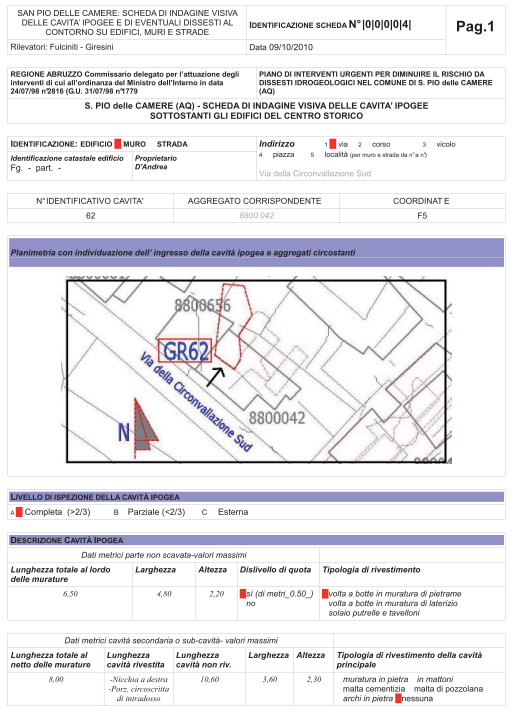 SAN PIO DELLE CAMERE: SCHEDA DI INDAGINE VISIVA
DELLE CAVITA' IPOGEE E DI EVENTUALI DISSESTI AL
CONTORNO SU EDIFICI, MURI E STRADE
IDENTIFICAZIONE SCHEDA N°|0|0|0|4|
Pag.1
Rilevatori: Fulciniti - Giresini
Data 09/10/2010
REGIONE ABRUZZO Commissario delegato per l'attuazione degli
interventi di cui all'ordinanza del Ministro dell'Interno in data
24/07/98 n°2816 (G.U. 31/07/98 n°1779
PIANO DI INTERVENTI URGENTI PER DIMINUIRE IL RISCHIO DA
DISSESTI IDROGEOLOGICI NEL COMUNE DI S. PIO delle CAMERE
(AQ)
S. PIO delle CAMERE (AQ) - SCHEDA DI INDAGINE VISIVA DELLE CAVITA' IPOGEE
SOTTOSTANTI GLI EDIFICI DEL CENTRO STORICO
IDENTIFICAZIONE: EDIFICIO MURO STRADA
Indirizzo 1 via 2 corso 3 vicolo
4 piazza 5 località (per muro e strada da n° a n°)
Identificazione catastale edificio
Fg. - part. -
Proprietario
D'Andrea
Via della Circonvallazione Sud
N°IDENTIFICATIVO CAVITA' AGGREGATO CORRISPONDENTE COORDINATE
62 8800 042 F5
Planimetria con individuazione dell' ingresso della cavità ipogea e aggregati circostanti
8800656
GR62
Via della Circonvallazione Sud
8800042
N
LIVELLO DI ISPEZIONE DELLA CAVITÀ IPOGEA
A Completa (>2/3) B Parziale (<2/3) C Esterna
DESCRIZIONE CAVITÀ IPOGEA
Dati metrici parte non scavata-valori massimi
Lunghezza totale al lordo
delle murature
Larghezza
Altezza
Dislivello di quota
Tipologia di rivestimento
6,50
4,80
2,20
sì (di metri_0.50_)
no
volta a botte in muratura di pietrame
volta a botte in muratura di laterizio
solaio putrelle e tavelloni
Dati metrici cavità secondaria o sub-cavità- valori massimi
Lunghezza totale al
netto delle murature
Lunghezza
cavità rivestita
Lunghezza
cavità non riv.
Larghezza
Altezza
Tipologia di rivestimento della cavità
principale
8,00
-Nicchia a destra
-Porz. circoscritta
di intradosso
10,60
3,60
2,30
muratura in pietra in mattoni
malta cementizia malta di pozzolana
archi in pietra nessuna